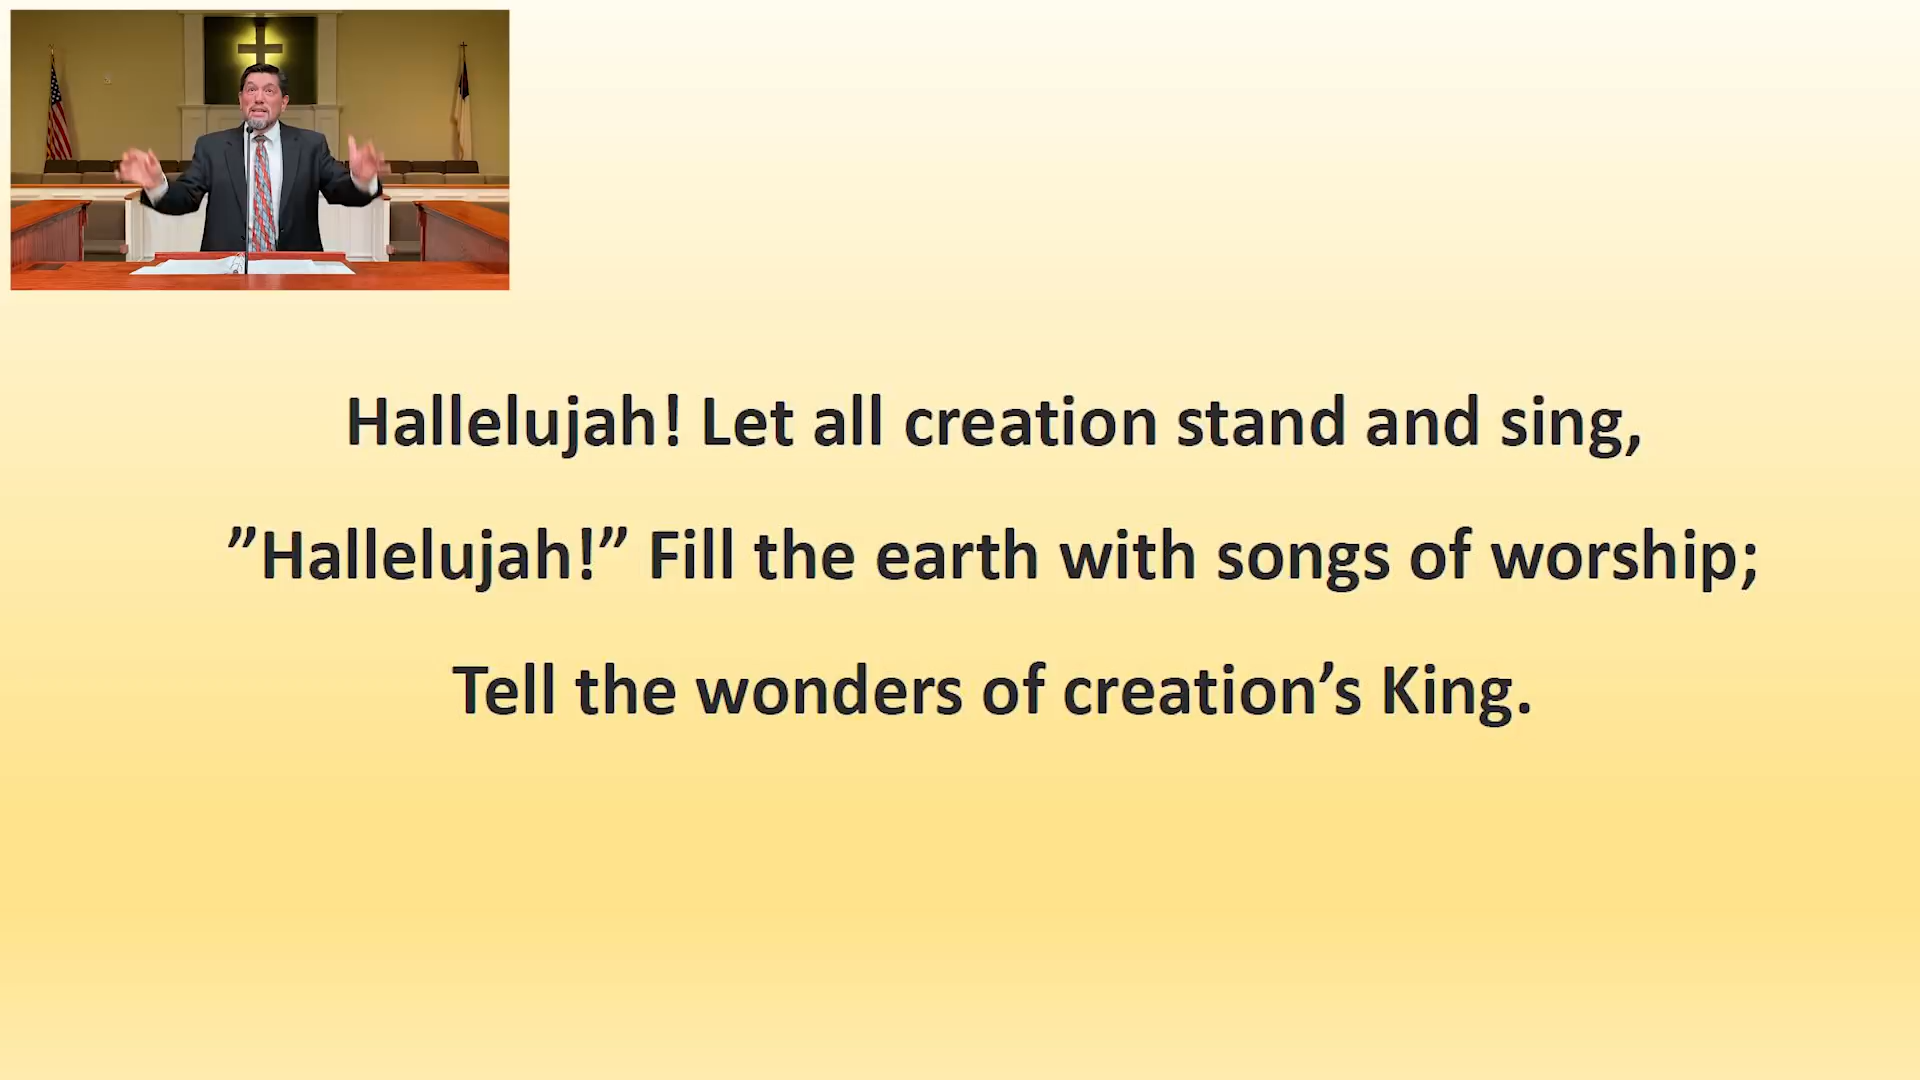 Hallelujah! Let all creation stand and sing,
”Hallelujah!” Fill the earth with songs of worship;
Tell the wonders of creation’s King.